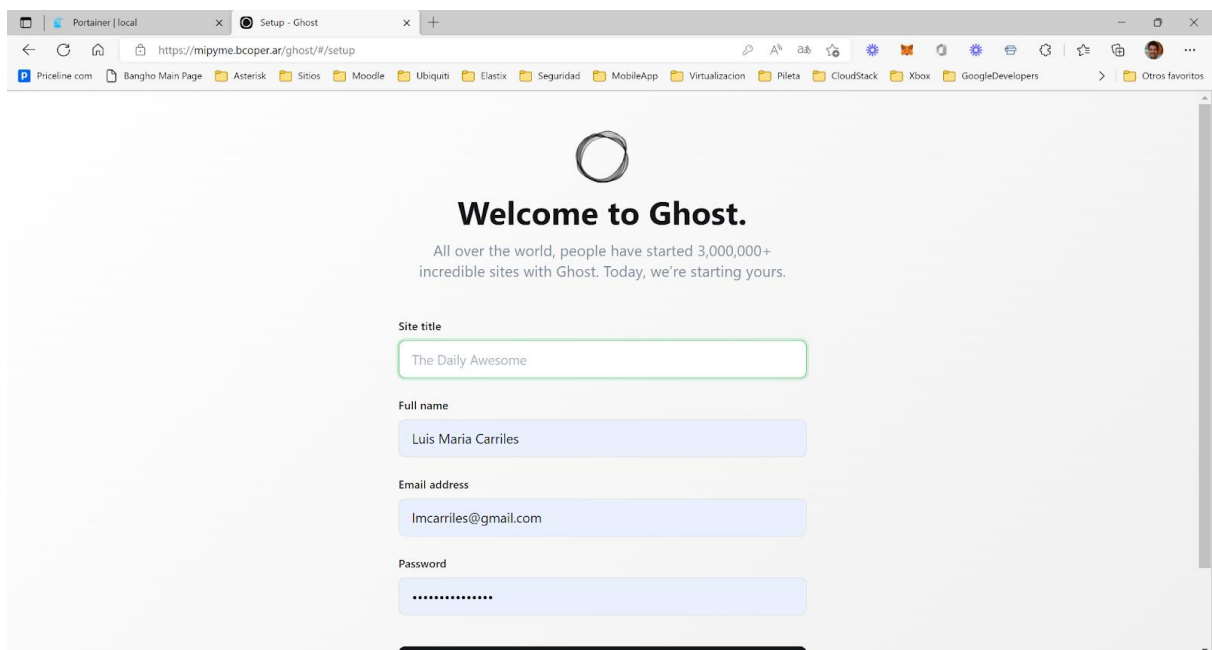 Portainer | local
Setup - Ghost
https://mipyme.bcoper.ar/ghost/#/setup
Priceline com
Bangho Main Page
Asterisk
Sitios
Moodle
Ubiquiti
Elastix
Seguridad
MobileApp
Virtualizacion
Pileta
CloudStack
Xbox
GoogleDevelopers
Otros favoritos
Welcome to Ghost.
All over the world, people have started 3,000,000+
incredible sites with Ghost. Today, we're starting yours.
Site title
The Daily Awesome
Full name
Luis Maria Carriles
Email address
lmcarriles@gmail.com
Password
•••••••••••••••